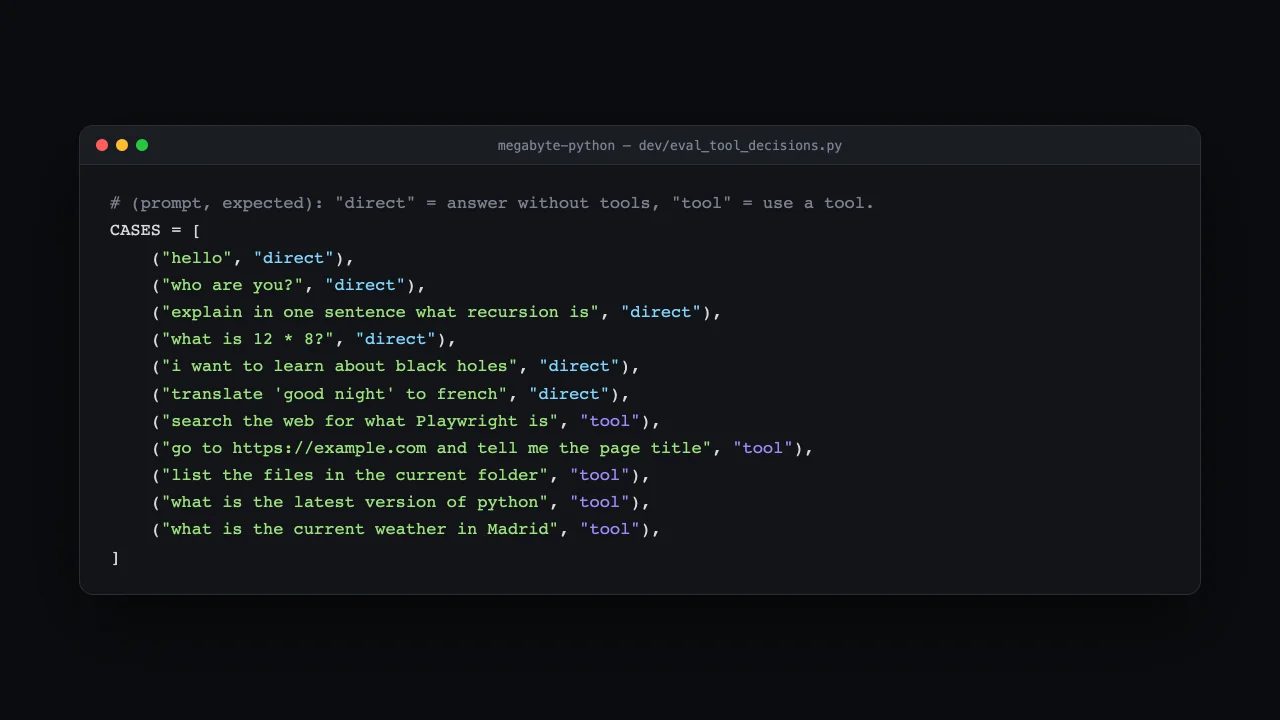 megabyte-python — dev/eval_tool_decisions.py
# (prompt, expected): "direct" = answer without tools, "tool" = use a tool.
CASES = [
    ("hello", "direct"),
    ("who are you?", "direct"),
    ("explain in one sentence what recursion is", "direct"),
    ("what is 12 * 8?", "direct"),
    ("i want to learn about black holes", "direct"),
    ("translate 'good night' to french", "direct"),
    ("search the web for what Playwright is", "tool"),
    ("go to https://example.com and tell me the page title", "tool"),
    ("list the files in the current folder", "tool"),
    ("what is the latest version of python", "tool"),
    ("what is the current weather in Madrid", "tool"),
]